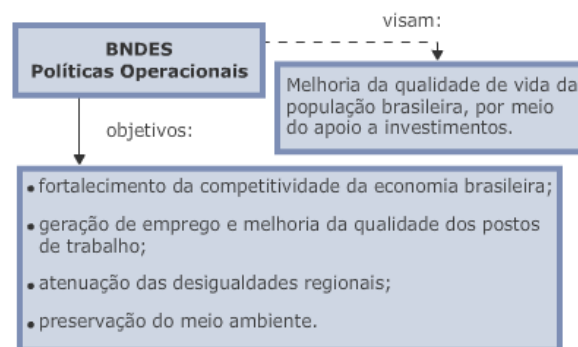 visam:
BNDES
Políticas Operacionais
Melhoria da qualidade de vida da
população brasileira, por meio
do apoio a investimentos.
objetivos:
• fortalecimento da competitividade da economia brasileira;
• geração de emprego e melhoria da qualidade dos postos
de trabalho;
• atenuação das desigualdades regionais;
• preservação do meio ambiente.